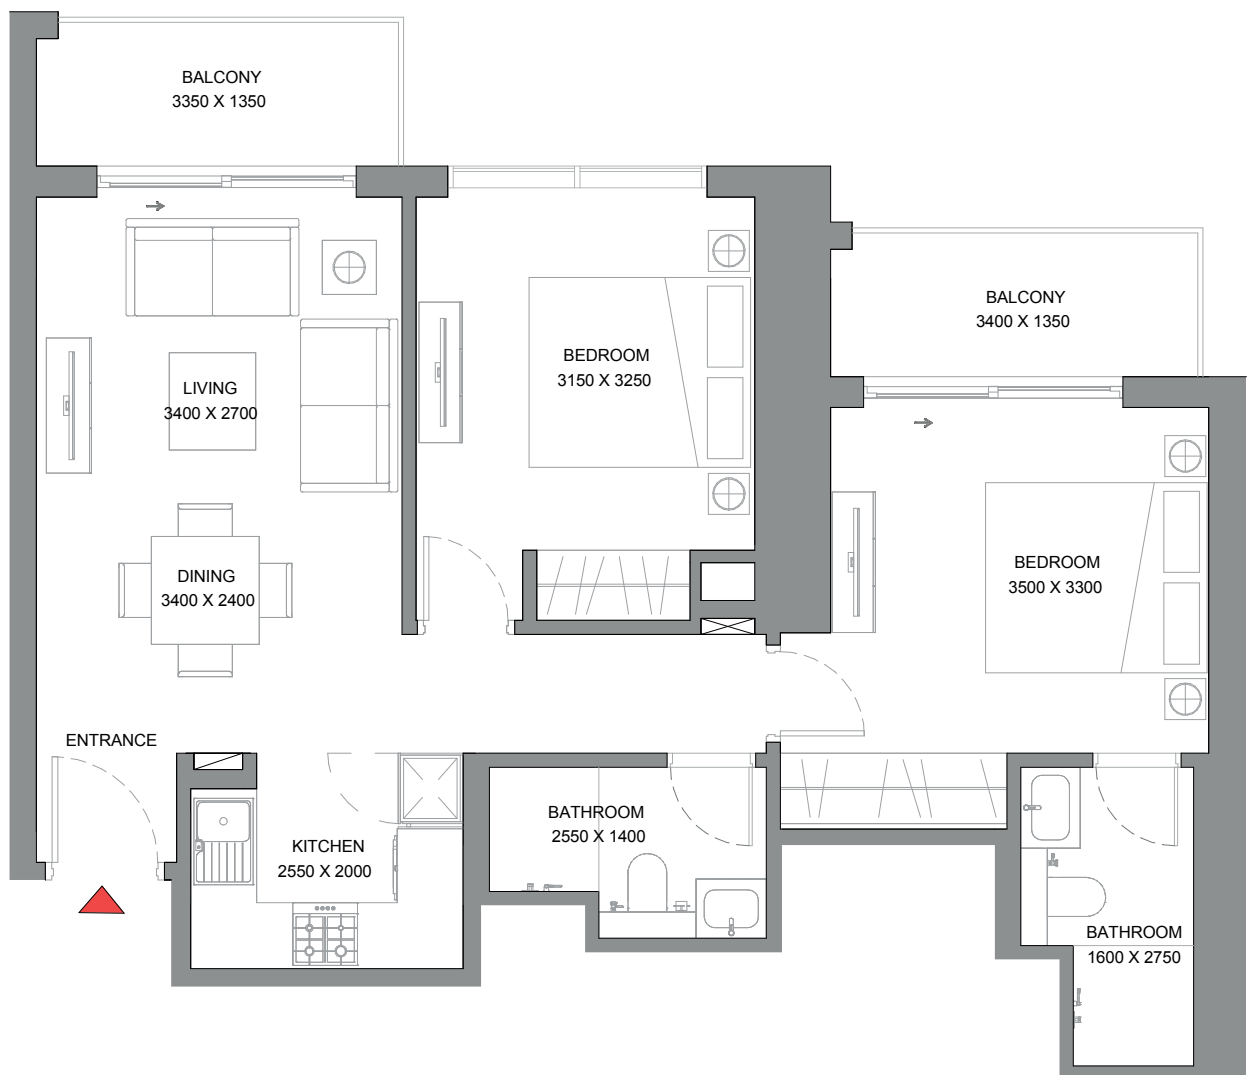 BALCONY
3350 X 1350
BALCONY
3400 X 1350
BEDROOM
3150 X 3250
LIVING
3400 X 2700
BEDROOM
3500 X 3300
DINING
3400 X 2400
ENTRANCE
BATHROOM
2550 X 1400
KITCHEN
2550 X 2000
BATHROOM
1600 X 2750